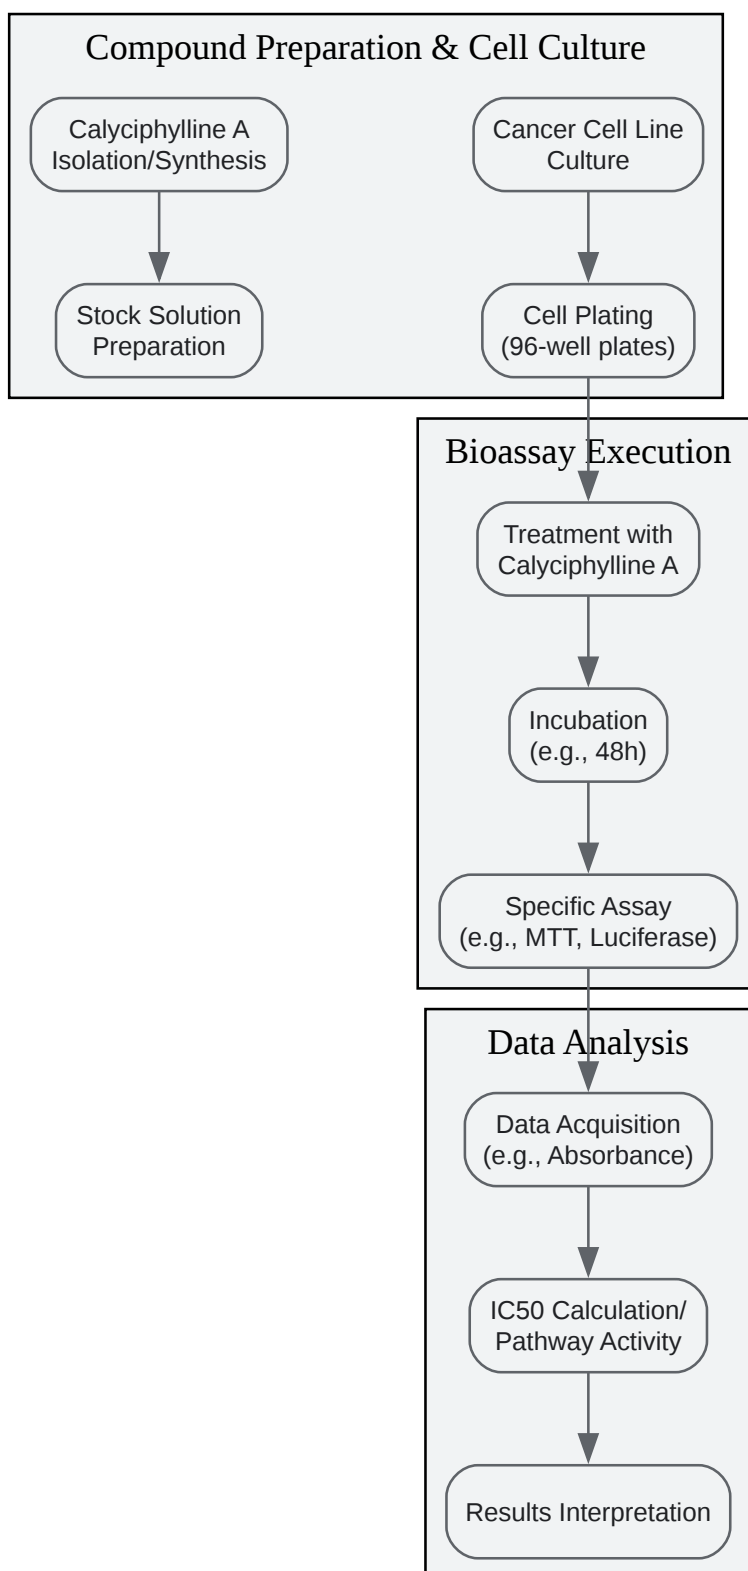 Compound Preparation & Cell Culture
Calyciphylline A
Isolation/Synthesis
Cancer Cell Line
Culture
Stock Solution
Preparation
Cell Plating
(96-well plates)
Bioassay Execution
Treatment with
Calyciphylline A
Incubation
(e.g., 48h)
Specific Assay
(e.g., MTT, Luciferase)
Data Analysis
Data Acquisition
(e.g., Absorbance)
IC50 Calculation/
Pathway Activity
Results Interpretation